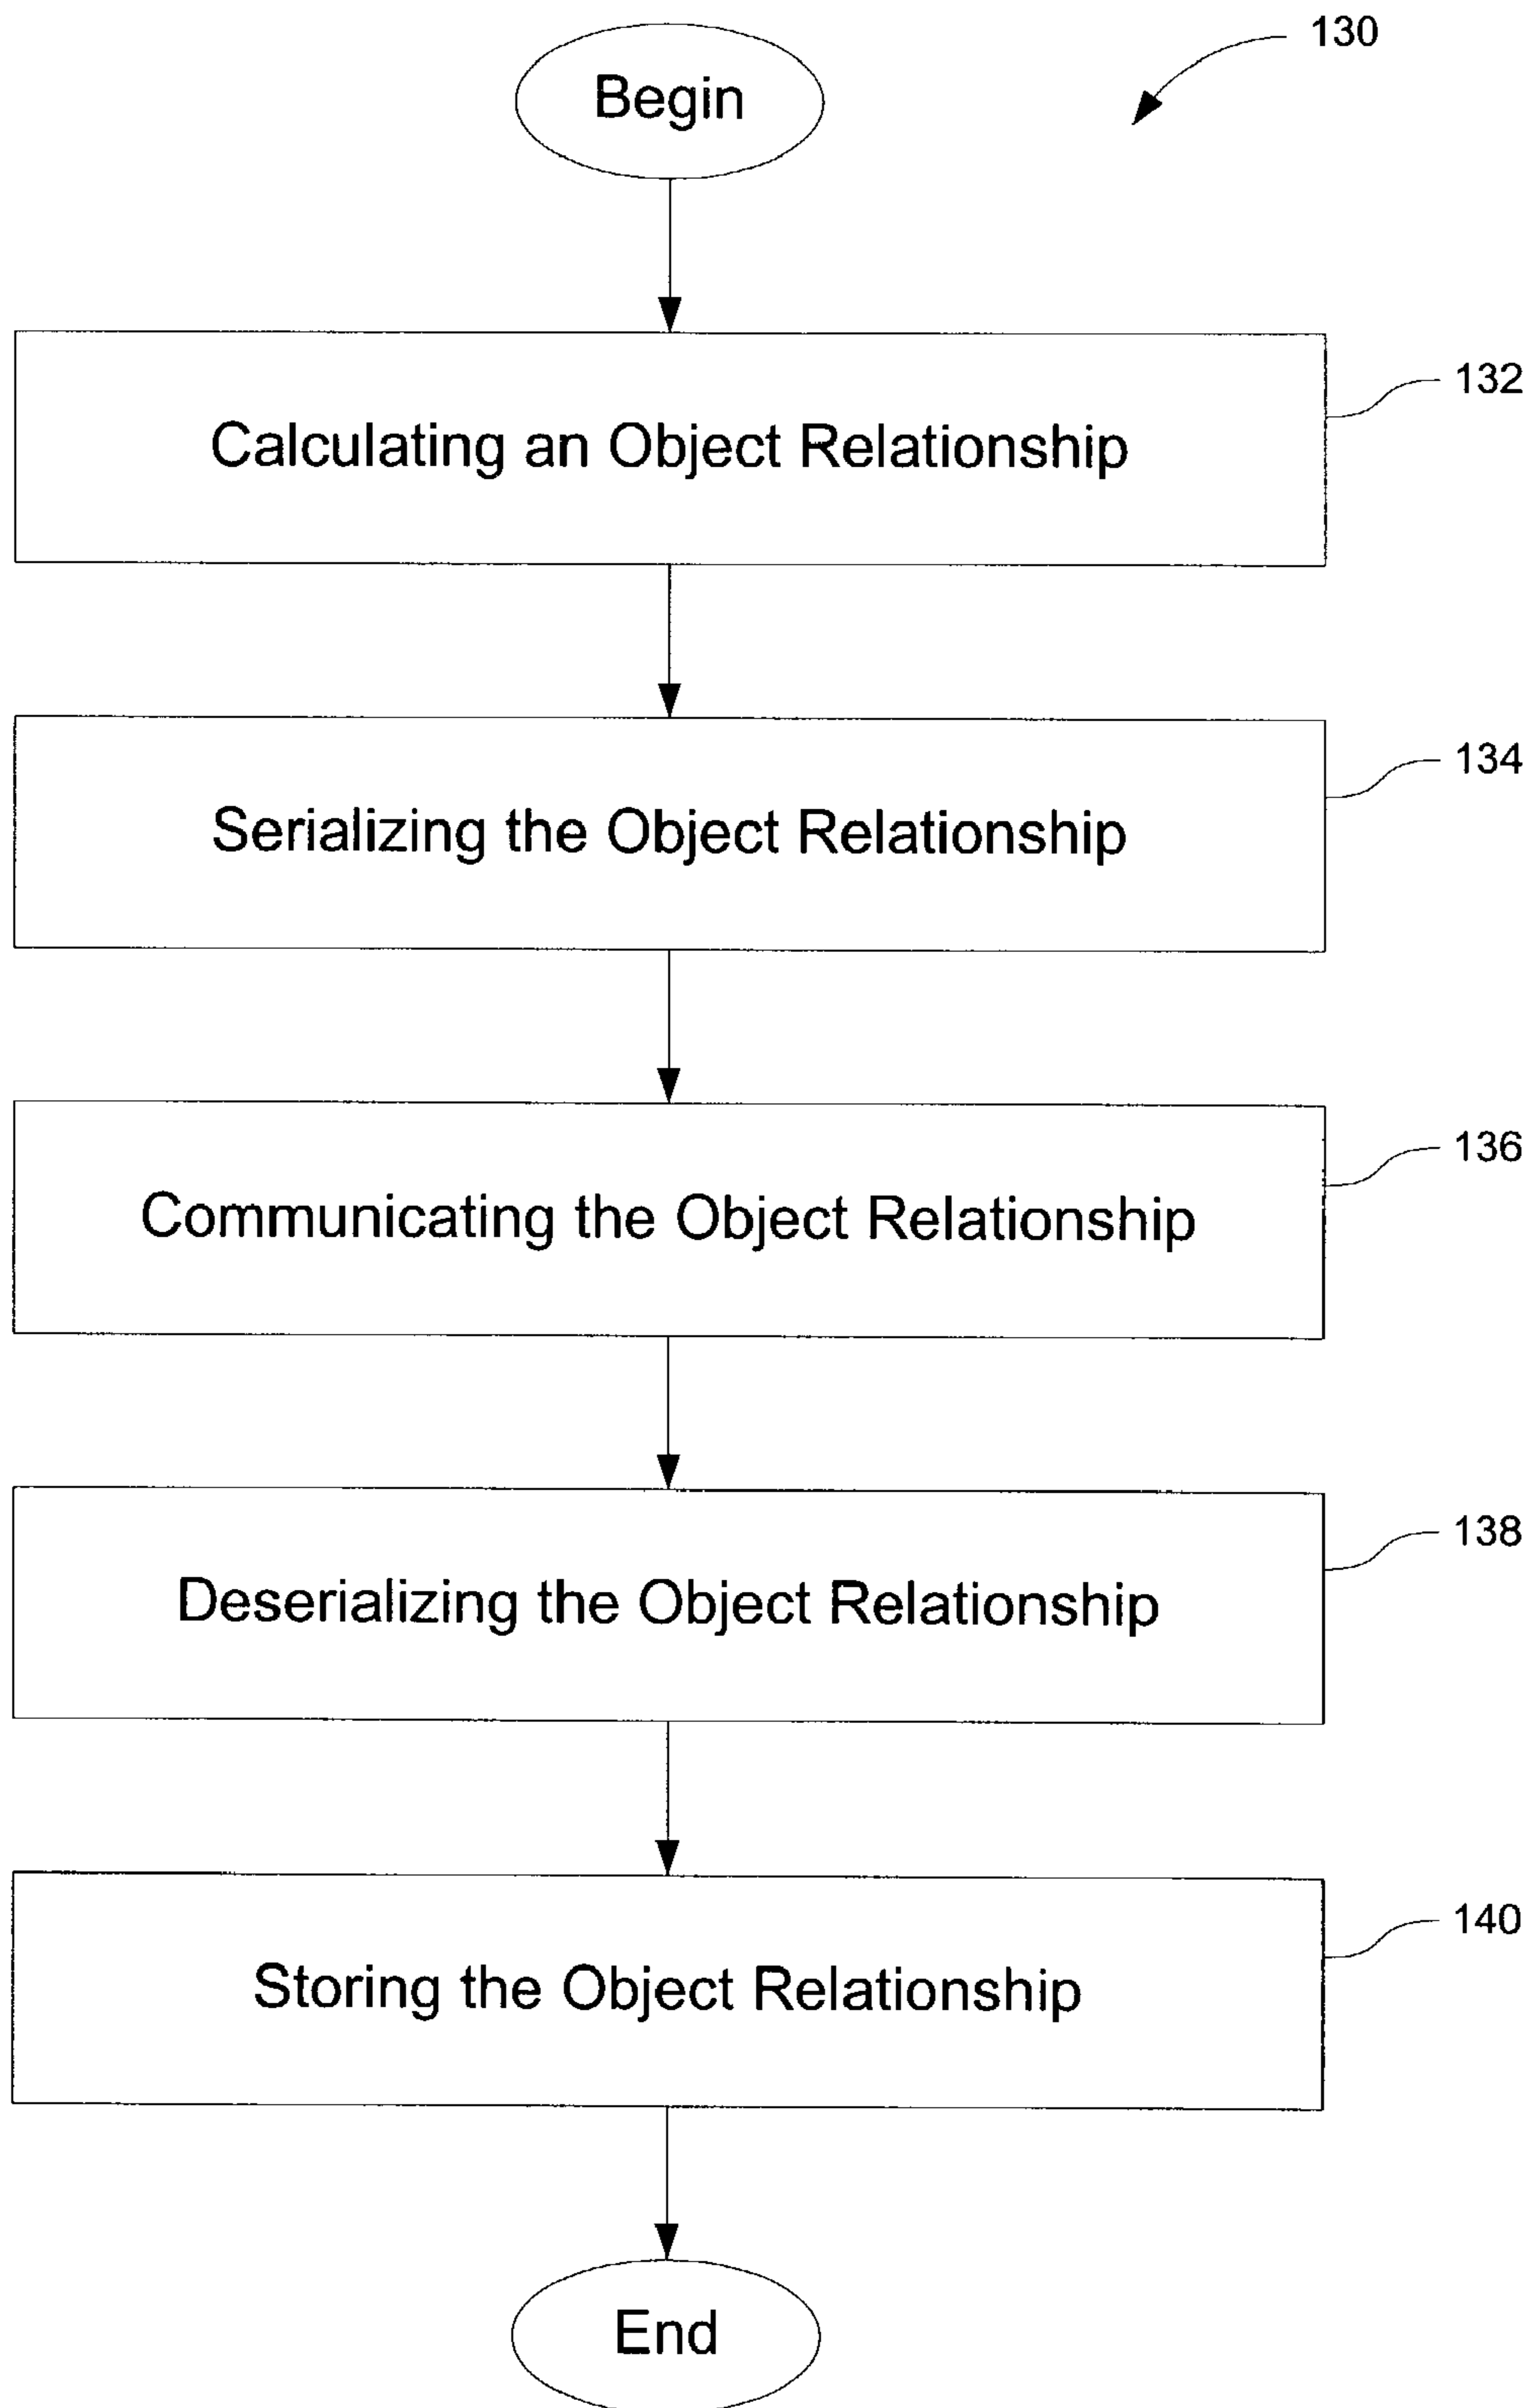 130
Begin
132
Calculating an Object Relationship
134
Serializing the Object Relationship
136
Communicating the Object Relationship
138
Deserializing the Object Relationship
140
Storing the Object Relationship
End